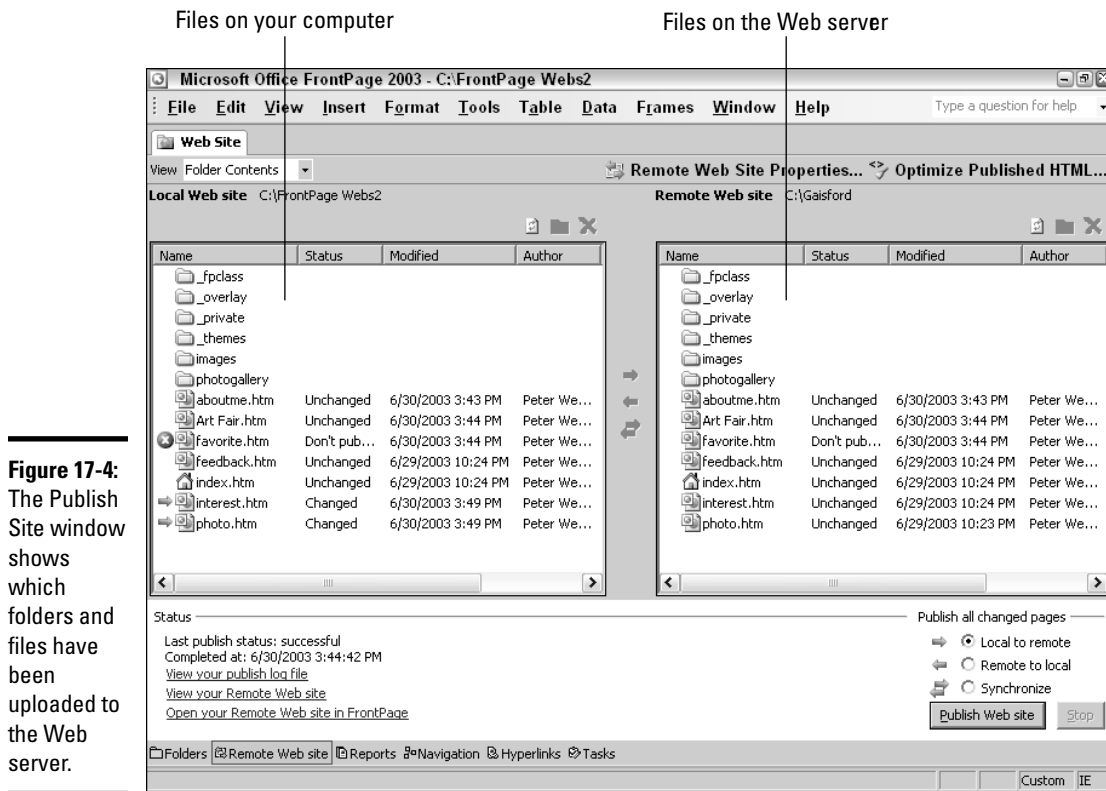 Files on your computer
Files on the Web server
Microsoft Office FrontPage 2003 - C:\FrontPage Webs2
File Edit View Insert Format Tools Table Data Frames Window Help Type a question for help
Web Site
View Folder Contents Remote Web Site Properties... Optimize Published HTML...
Local Web site C:\FrontPage Webs2 Remote Web site C:\Gaisford
Name Status Modified Author
_fpclass
_overlay
_private
_themes
images
photogallery
aboutme.htm Unchanged 6/30/2003 3:43 PM Peter We...
Art Fair.htm Unchanged 6/30/2003 3:44 PM Peter We...
favorite.htm Don't pub... 6/30/2003 3:44 PM Peter We...
feedback.htm Unchanged 6/29/2003 10:24 PM Peter We...
index.htm Unchanged 6/29/2003 10:24 PM Peter We...
interest.htm Changed 6/30/2003 3:49 PM Peter We...
photo.htm Changed 6/30/2003 3:49 PM Peter We...
Name Status Modified Author
_fpclass
_overlay
_private
_themes
images
photogallery
aboutme.htm Unchanged 6/30/2003 3:43 PM Peter We...
Art Fair.htm Unchanged 6/30/2003 3:44 PM Peter We...
favorite.htm Don't pub... 6/30/2003 3:44 PM Peter We...
feedback.htm Unchanged 6/29/2003 10:24 PM Peter We...
index.htm Unchanged 6/29/2003 10:24 PM Peter We...
interest.htm Unchanged 6/29/2003 10:24 PM Peter We...
photo.htm Unchanged 6/29/2003 10:23 PM Peter We...
Status
Last publish status: successful
Completed at: 6/30/2003 3:44:42 PM
View your publish log file
View your Remote Web site
Open your Remote Web site in FrontPage
Publish all changed pages
Local to remote
Remote to local
Synchronize
Publish Web site Stop
Folders Remote Web site Reports Navigation Hyperlinks Tasks
Custom IE
Figure 17-4:
The Publish
Site window
shows
which
folders and
files have
been
uploaded to
the Web
server.